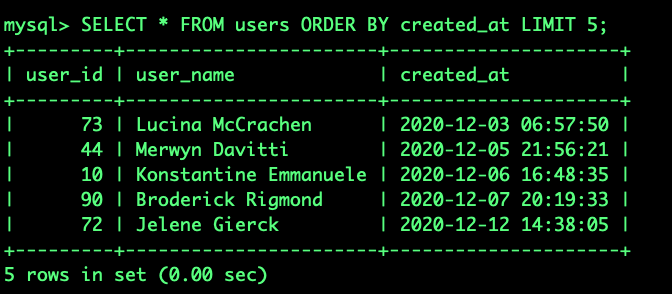 mysql> SELECT * FROM users ORDER BY created_at LIMIT 5;
+---------+----------------------+---------------------+
| user_id | user_name            | created_at          |
+---------+----------------------+---------------------+
|      73 | Lucina McCrachen     | 2020-12-03 06:57:50 |
|      44 | Merwyn Davitti       | 2020-12-05 21:56:21 |
|      10 | Konstantine Emmanuele | 2020-12-06 16:48:35 |
|      90 | Broderick Rigmond    | 2020-12-07 20:19:33 |
|      72 | Jelene Gierck        | 2020-12-12 14:38:05 |
+---------+----------------------+---------------------+
5 rows in set (0.00 sec)